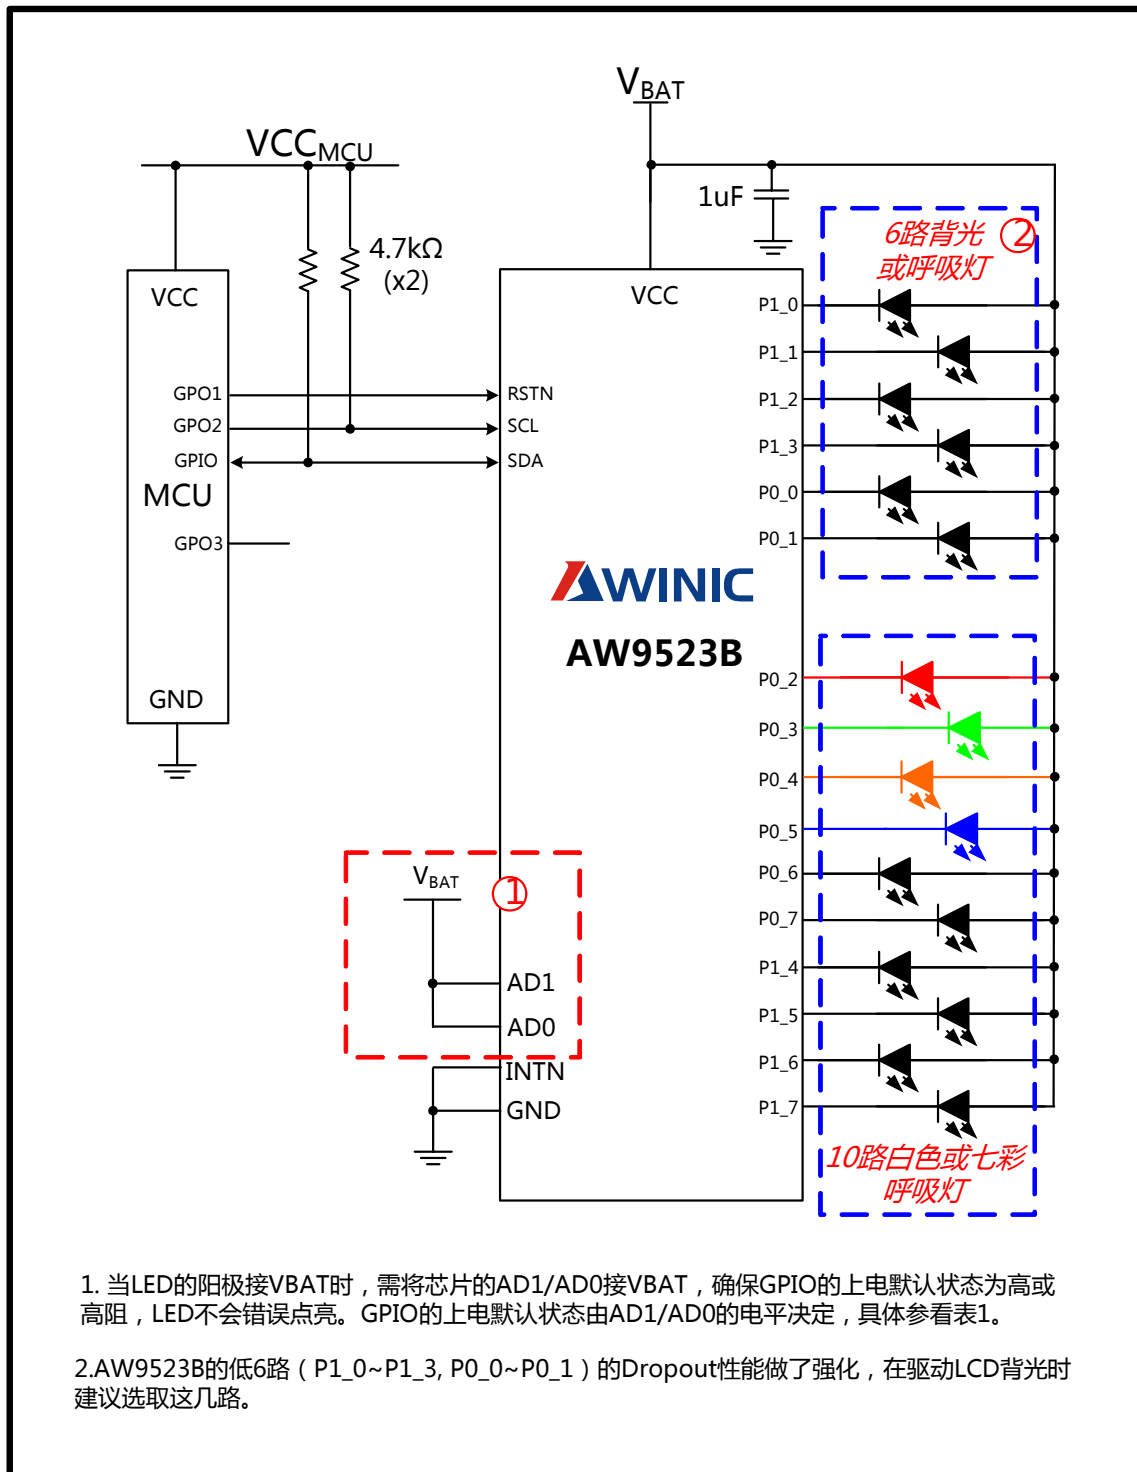 VBAT
VCCMCU
1uF
4.7kΩ
(x2)
6路背光 ②
或呼吸灯
VCC
VCC
P1_0
P1_1
P1_2
P1_3
P0_0
P0_1
GPO1
GPO2
GPIO
MCU
GPO3
GND
RSTN
SCL
SDA
AWINIC
AW9523B
P0_2
P0_3
P0_4
P0_5
P0_6
P0_7
P1_4
P1_5
P1_6
P1_7
VBAT
①
AD1
AD0
INTN
GND
10路白色或七彩
呼吸灯
1. 当LED的阳极接VBAT时，需将芯片的AD1/AD0接VBAT，确保GPIO的上电默认状态为高或
高阻，LED不会错误点亮。GPIO的上电默认状态由AD1/AD0的电平决定，具体参看表1。
2.AW9523B的低6路（P1_0~P1_3, P0_0~P0_1）的Dropout性能做了强化，在驱动LCD背光时
建议选取这几路。